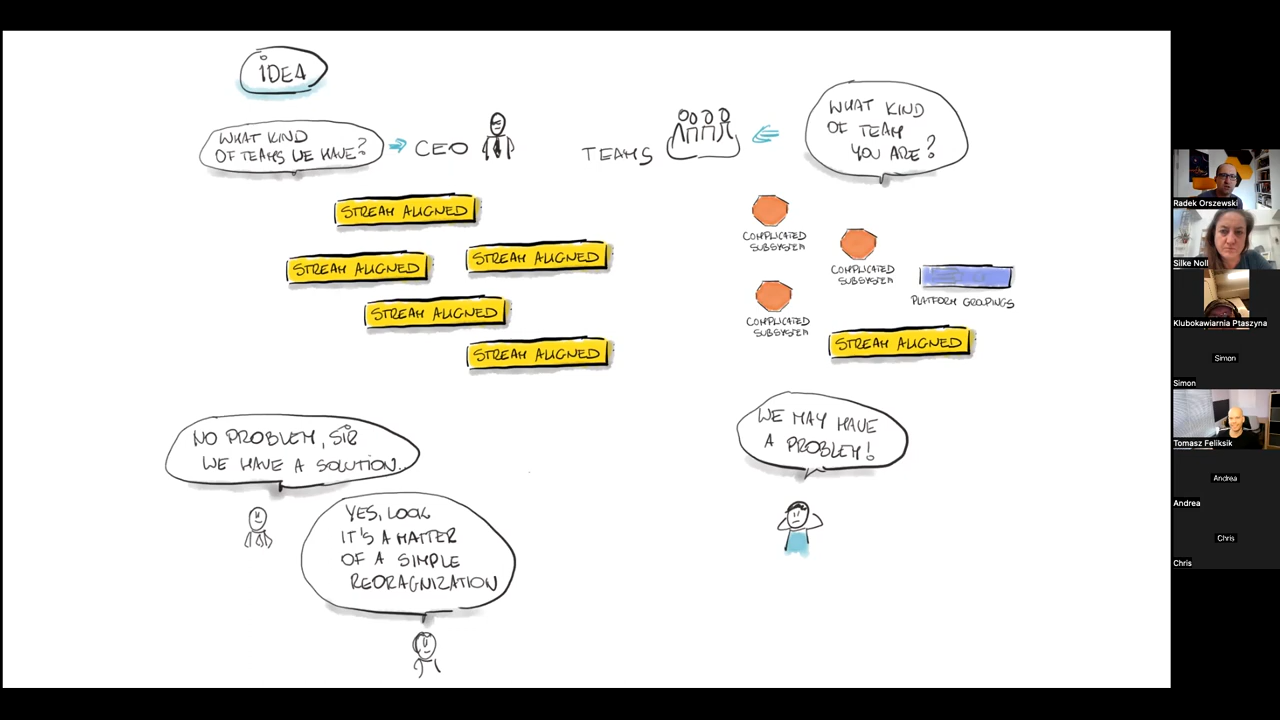 IDEA
WHAT KIND
OF TEAMS WE HAVE?
CEO
TEAMS
WHAT KIND
OF TEAM
YOU ARE?
STREAM ALIGNED
STREAM ALIGNED
STREAM ALIGNED
STREAM ALIGNED
STREAM ALIGNED
COMPLICATED
SUBSYSTEM
COMPLICATED
SUBSYSTEM
COMPLICATED
SUBSYSTEM
PLATFORM GROUPINGS
STREAM ALIGNED
NO PROBLEM, SIR
WE HAVE A SOLUTION..
YES, LOOK
IT'S A MATTER
OF A SIMPLE
REORAGNIZATION
WE MAY HAVE
A PROBLEM!
Radek Orszewski
Silke Noll
Klubokawiarnia Ptaszyna
Simon
Simon
Tomasz Feliksik
Andrea
Andrea
Chris
Chris